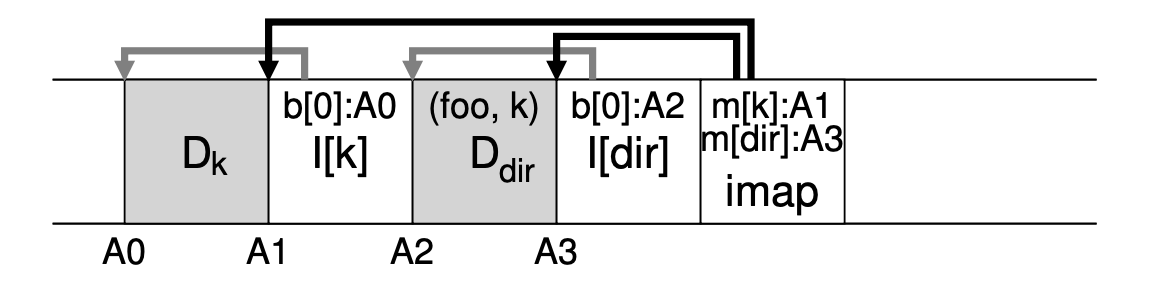 b[0]:A0 (foo, k) b[0]:A2 m[k]:A1
m[dir]:A3
Dk I[k] Ddir I[dir]
imap
A0 A1 A2 A3